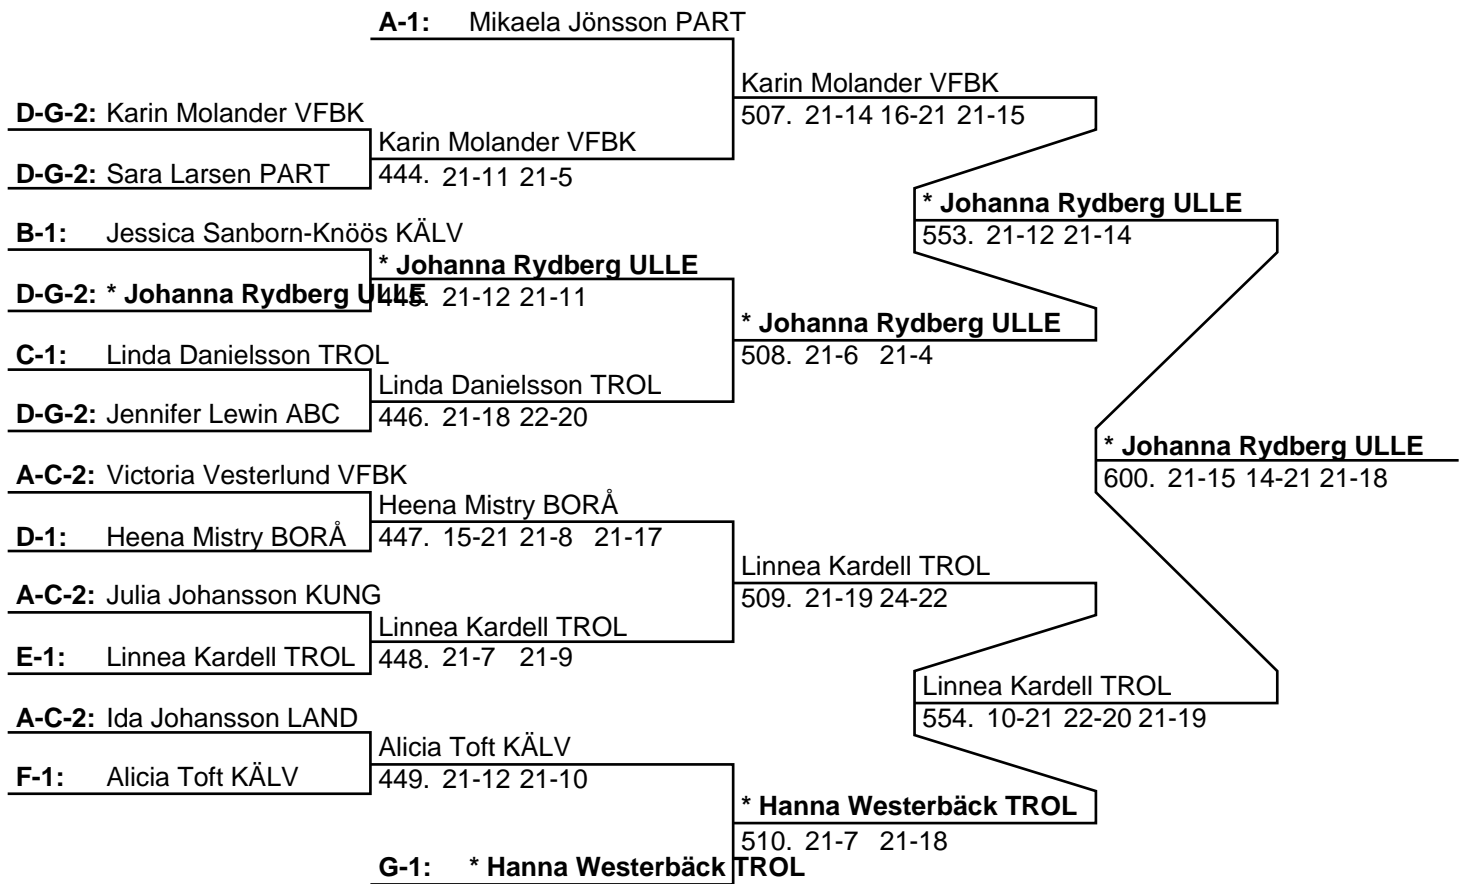 A-1: Mikaela Jönsson PART
Karin Molander VFBK
507. 21-14 16-21 21-15
D-G-2: Karin Molander VFBK
Karin Molander VFBK
444. 21-11 21-5
D-G-2: Sara Larsen PART
* Johanna Rydberg ULLE
553. 21-12 21-14
B-1: Jessica Sanborn-Knöös KÄLV
* Johanna Rydberg ULLE
445. 21-12 21-11
D-G-2: * Johanna Rydberg ULLE
* Johanna Rydberg ULLE
508. 21-6 21-4
C-1: Linda Danielsson TROL
Linda Danielsson TROL
446. 21-18 22-20
D-G-2: Jennifer Lewin ABC
* Johanna Rydberg ULLE
600. 21-15 14-21 21-18
A-C-2: Victoria Vesterlund VFBK
Heena Mistry BORÅ
447. 15-21 21-8 21-17
D-1: Heena Mistry BORÅ
Linnea Kardell TROL
509. 21-19 24-22
A-C-2: Julia Johansson KUNG
Linnea Kardell TROL
448. 21-7 21-9
E-1: Linnea Kardell TROL
Linnea Kardell TROL
554. 10-21 22-20 21-19
A-C-2: Ida Johansson LAND
Alicia Toft KÄLV
449. 21-12 21-10
F-1: Alicia Toft KÄLV
* Hanna Westerbäck TROL
510. 21-7 21-18
G-1: * Hanna Westerbäck TROL